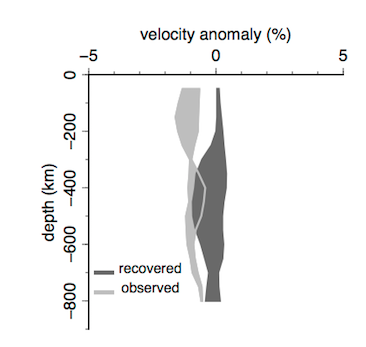 velocity anomaly (%)
−5 0 5
0
−200
−400
−600
−800
depth (km)
recovered
observed